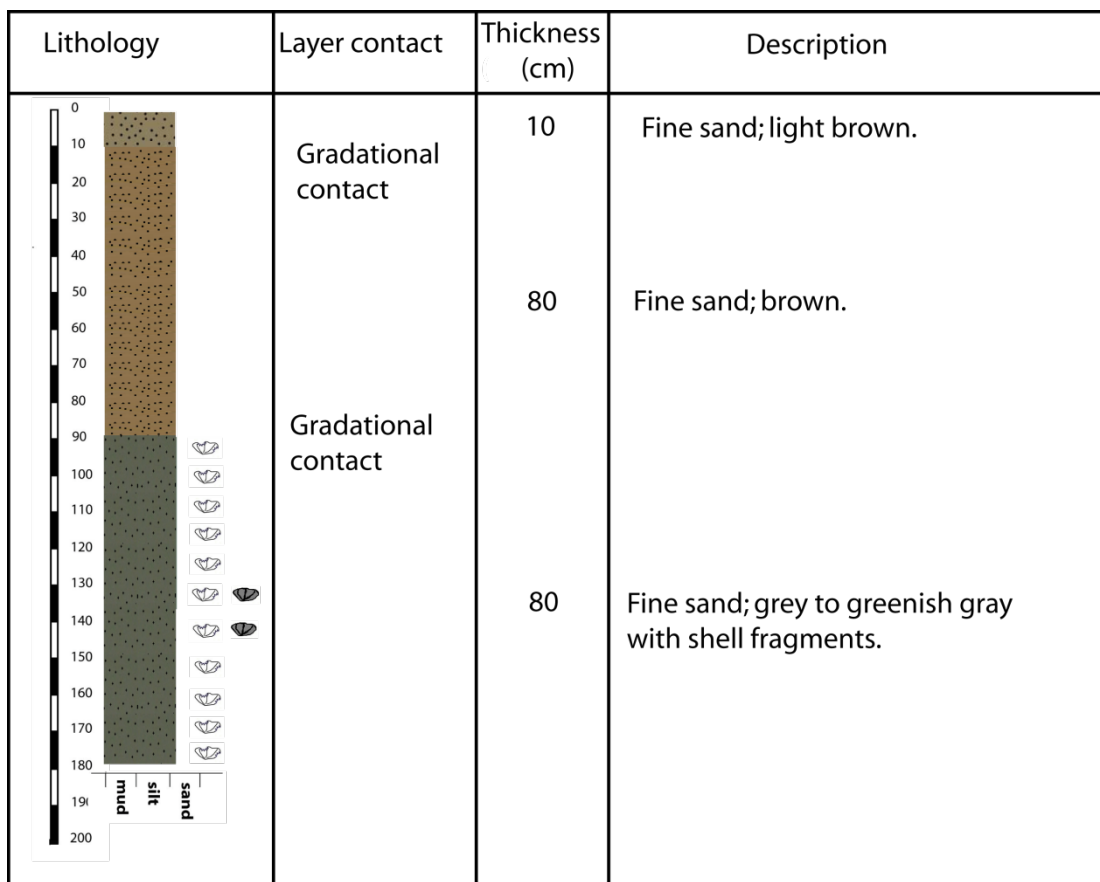 Lithology
Layer contact
Thickness
(cm)
Description
0
10
20
30
40
50
60
70
80
90
100
110
120
130
140
150
160
170
180
190
200
mud
silt
sand
Gradational
contact
Gradational
contact
10
80
80
Fine sand; light brown.
Fine sand; brown.
Fine sand; grey to greenish gray
with shell fragments.